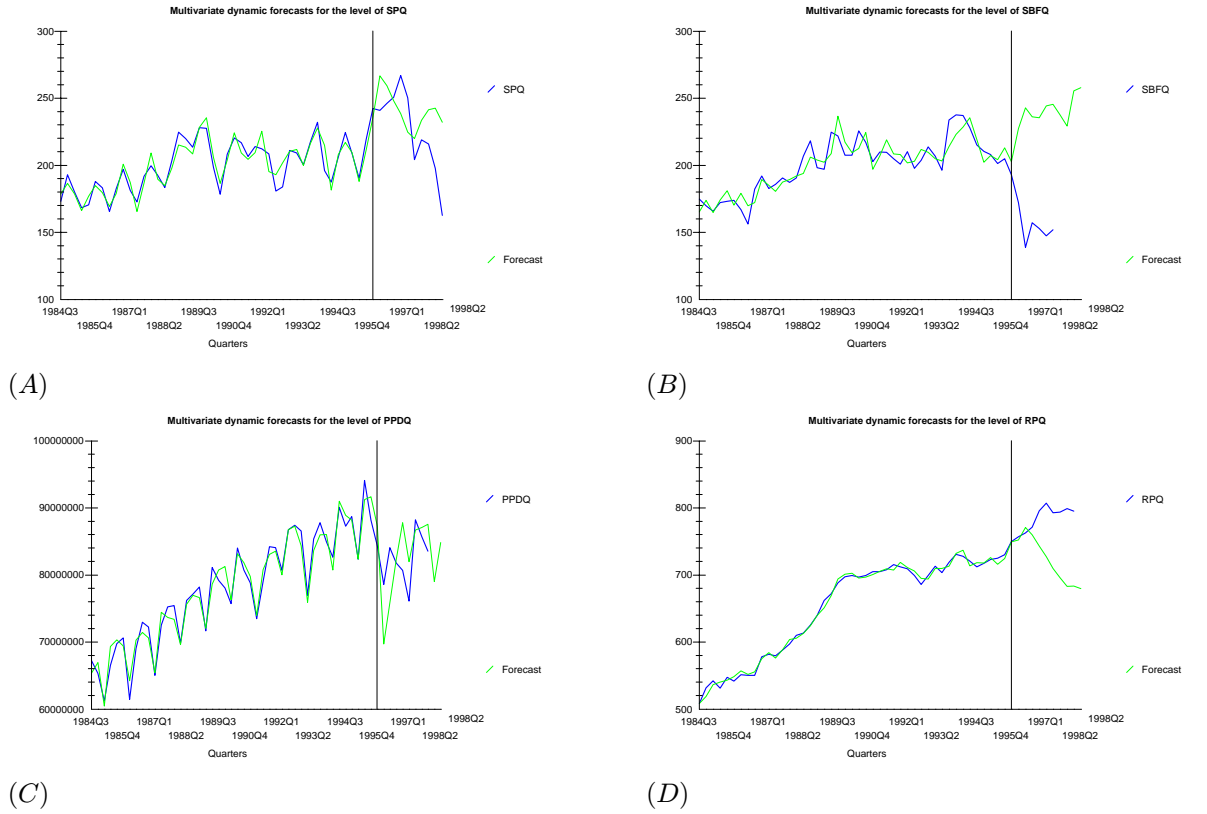 Multivariate dynamic forecasts for the level of SPQ
300
250
200
150
100
SPQ
Forecast
1984Q3 1987Q1 1989Q3 1992Q1 1994Q3 1997Q1 1998Q2
1985Q4 1988Q2 1990Q4 1993Q2 1995Q4 1998Q2
Quarters
(A)
Multivariate dynamic forecasts for the level of SBFQ
300
250
200
150
100
SBFQ
Forecast
1984Q3 1987Q1 1989Q3 1992Q1 1994Q3 1997Q1 1998Q2
1985Q4 1988Q2 1990Q4 1993Q2 1995Q4 1998Q2
Quarters
(B)
Multivariate dynamic forecasts for the level of PPDQ
100000000
90000000
80000000
70000000
60000000
PPDQ
Forecast
1984Q3 1987Q1 1989Q3 1992Q1 1994Q3 1997Q1 1998Q2
1985Q4 1988Q2 1990Q4 1993Q2 1995Q4 1998Q2
Quarters
(C)
Multivariate dynamic forecasts for the level of RPQ
900
800
700
600
500
RPQ
Forecast
1984Q3 1987Q1 1989Q3 1992Q1 1994Q3 1997Q1 1998Q2
1985Q4 1988Q2 1990Q4 1993Q2 1995Q4 1998Q2
Quarters
(D)